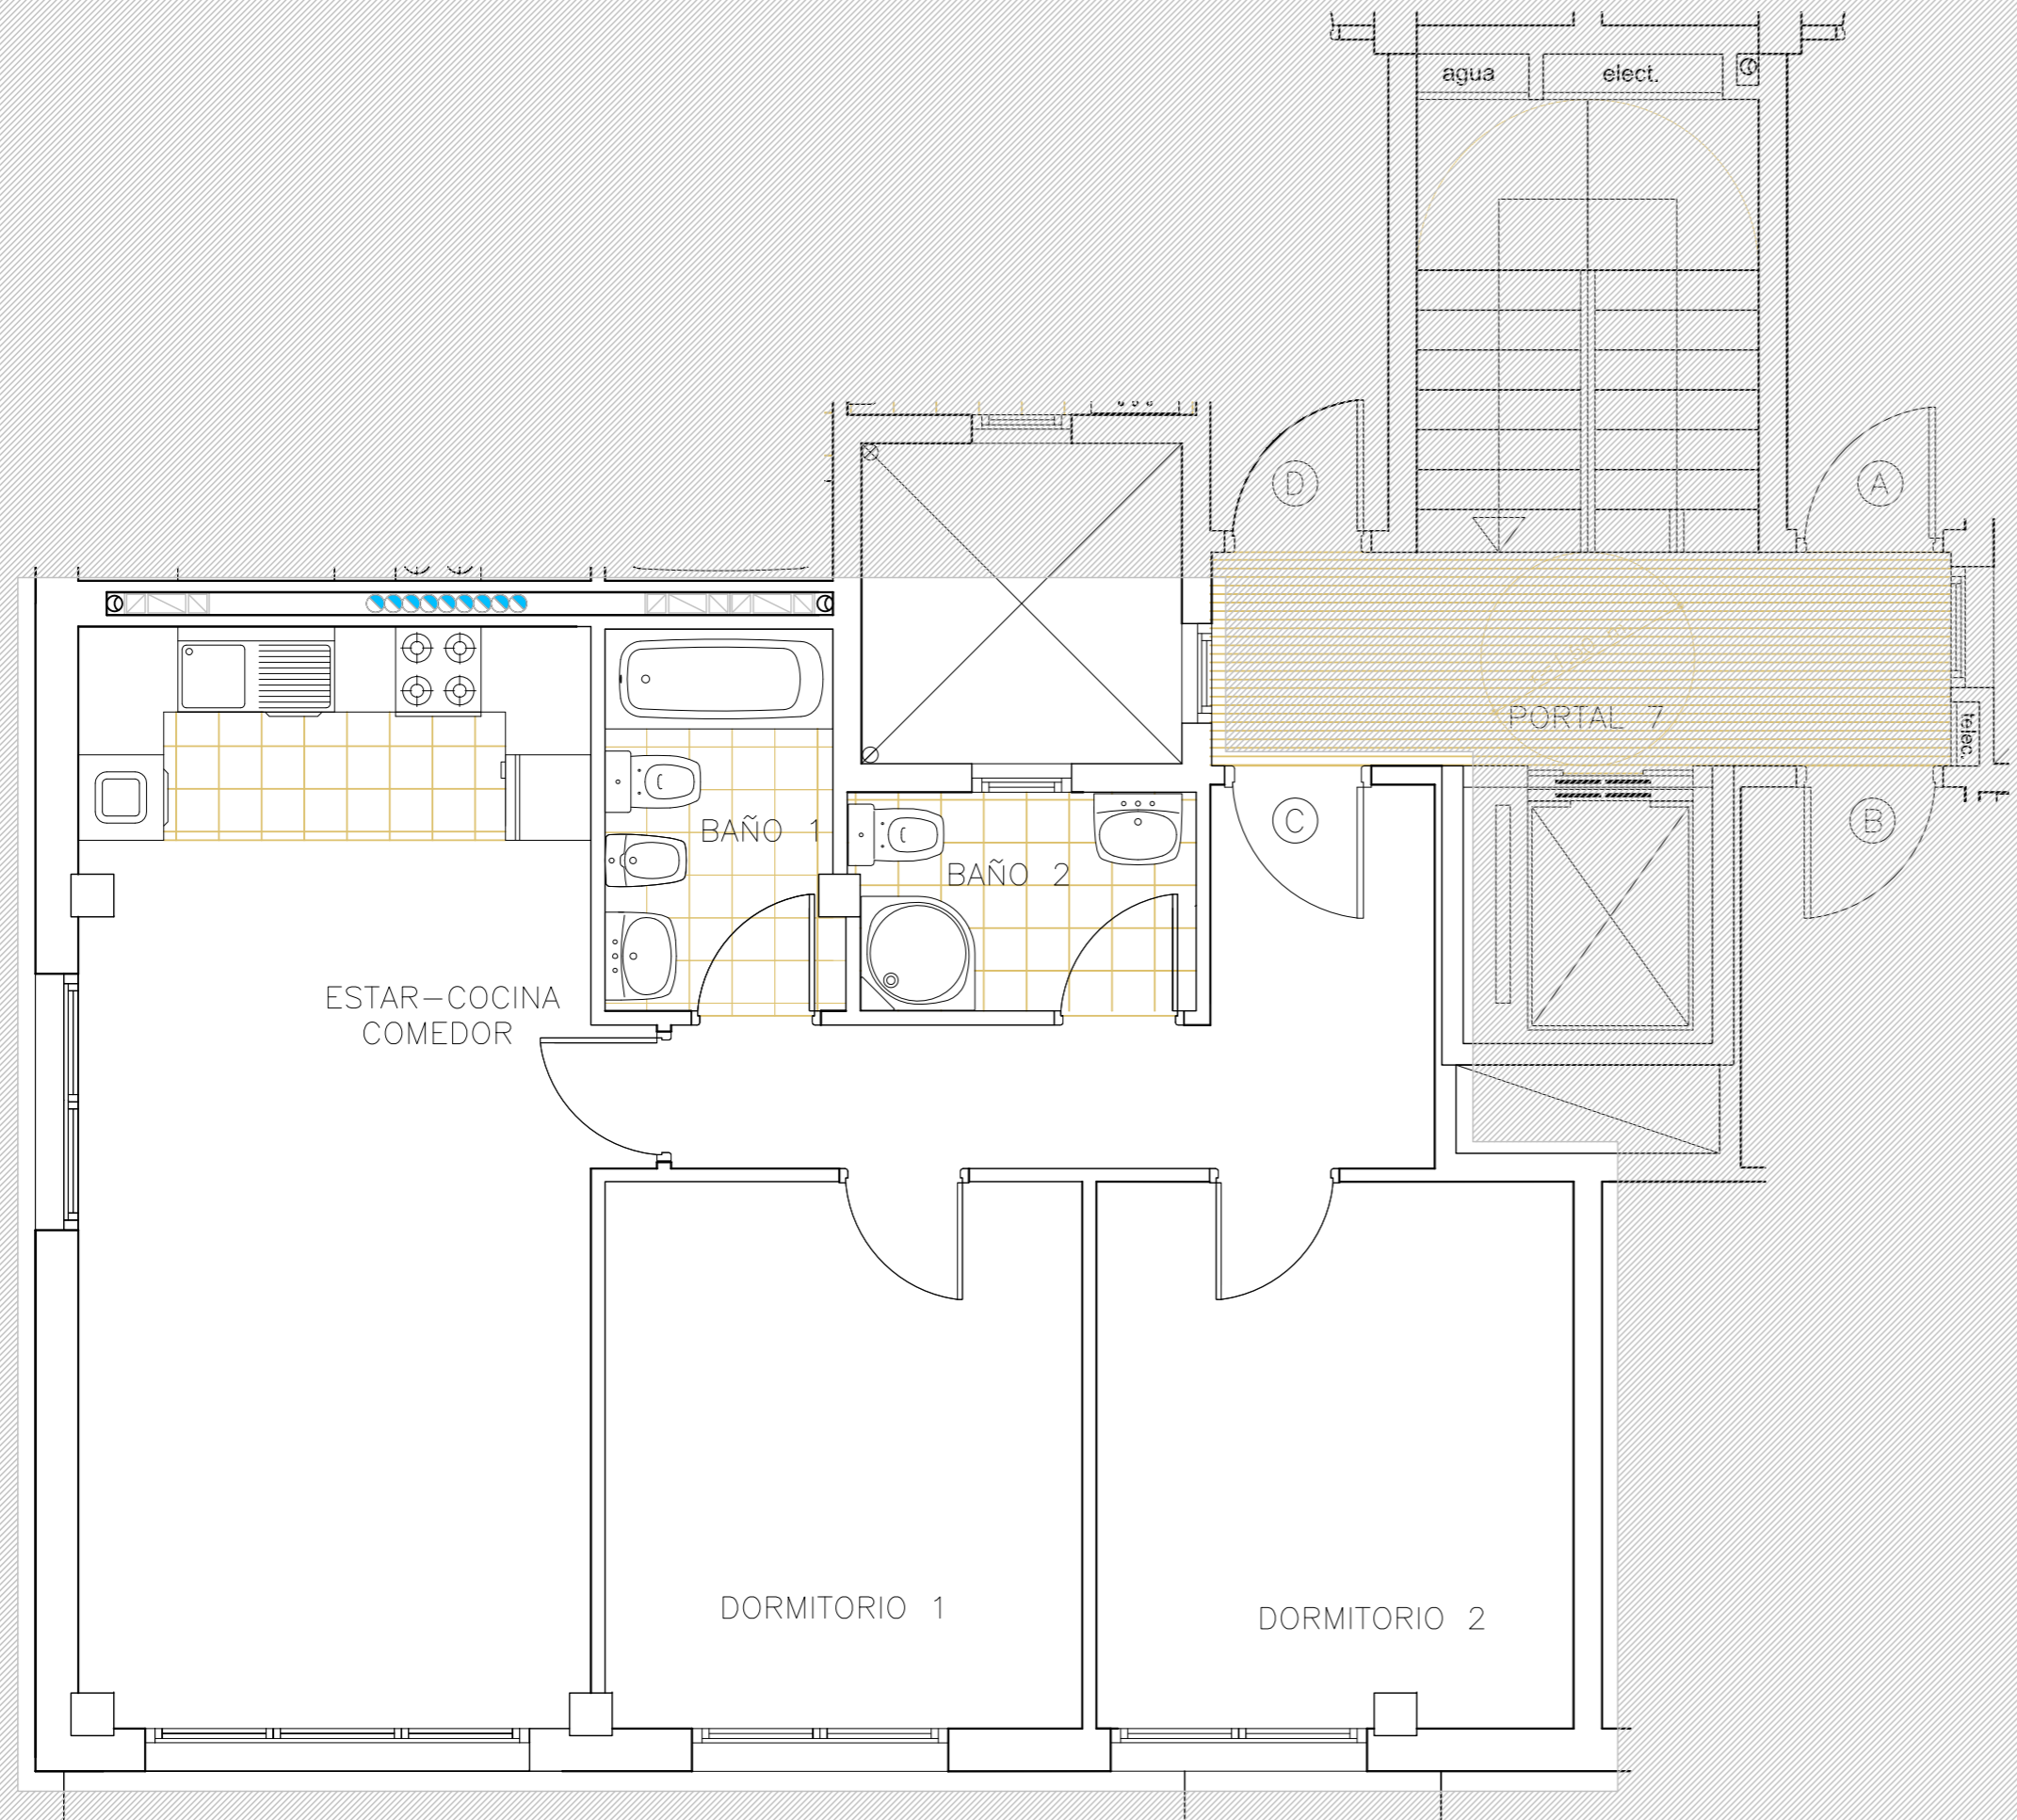 agua
elect.
D
A
PORTAL 7
telec.
C
B
BAÑO 1
BAÑO 2
ESTAR-COCINA
COMEDOR
DORMITORIO 1
DORMITORIO 2